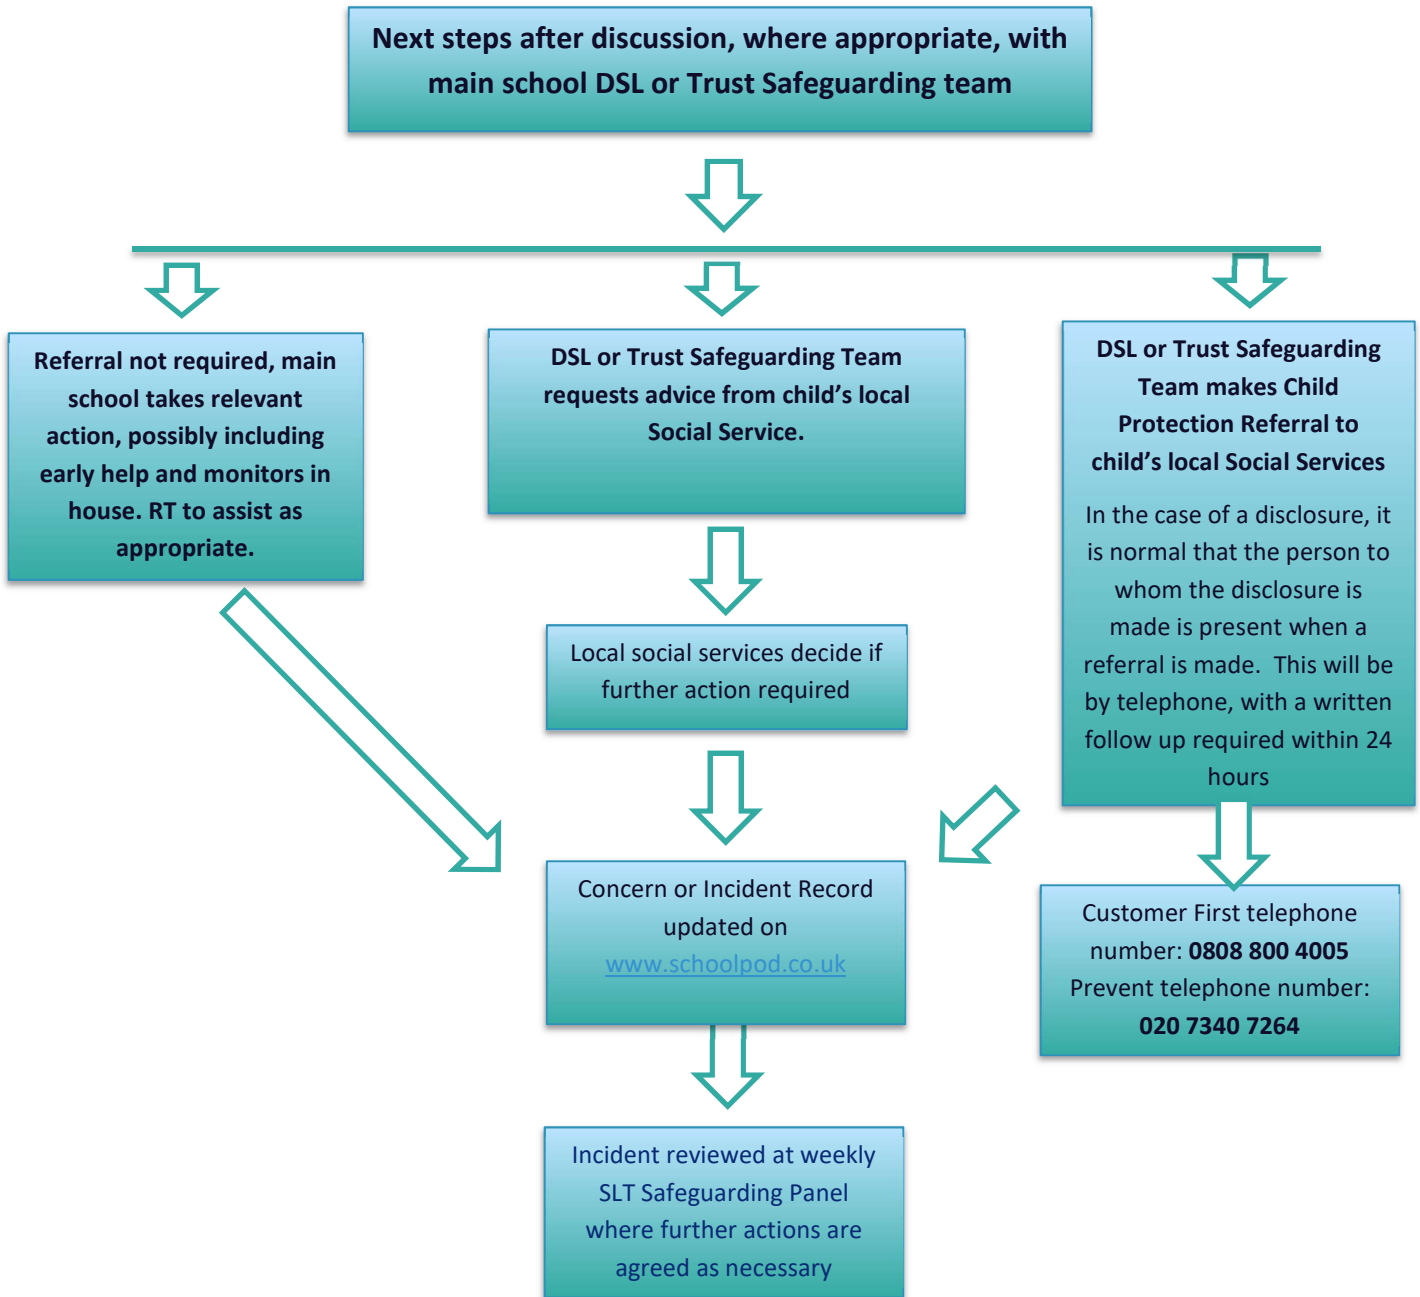 Next steps after discussion, where appropriate, with
main school DSL or Trust Safeguarding team
Referral not required, main
school takes relevant
action, possibly including
early help and monitors in
house. RT to assist as
appropriate.
DSL or Trust Safeguarding Team
requests advice from child’s local
Social Service.
DSL or Trust Safeguarding
Team makes Child
Protection Referral to
child’s local Social Services
In the case of a disclosure, it
is normal that the person to
whom the disclosure is
made is present when a
referral is made.  This will be
by telephone, with a written
follow up required within 24
hours
Local social services decide if
further action required
Concern or Incident Record
updated on
www.schoolpod.co.uk
Customer First telephone
number: 0808 800 4005
Prevent telephone number:
020 7340 7264
Incident reviewed at weekly
SLT Safeguarding Panel
where further actions are
agreed as necessary